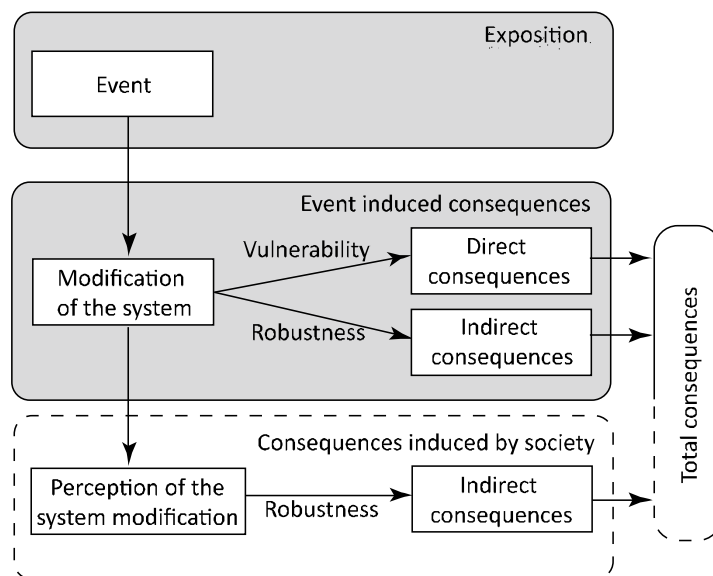 Exposition
Event
Event induced consequences
Vulnerability
Direct
consequences
Modification
of the system
Robustness
Indirect
consequences
Total consequences
Consequences induced by society
Perception of the
system modification
Robustness
Indirect
consequences